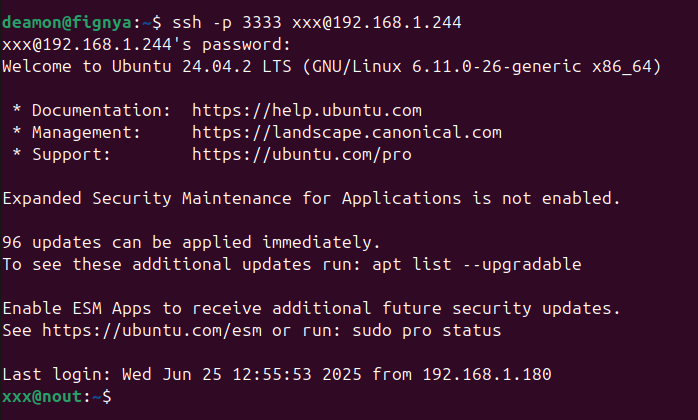 deamon@fignya:~$ ssh -p 3333 xxx@192.168.1.244
xxx@192.168.1.244's password:
Welcome to Ubuntu 24.04.2 LTS (GNU/Linux 6.11.0-26-generic x86_64)

 * Documentation:  https://help.ubuntu.com
 * Management:     https://landscape.canonical.com
 * Support:        https://ubuntu.com/pro

Expanded Security Maintenance for Applications is not enabled.

96 updates can be applied immediately.
To see these additional updates run: apt list --upgradable

Enable ESM Apps to receive additional future security updates.
See https://ubuntu.com/esm or run: sudo pro status

Last login: Wed Jun 25 12:55:53 2025 from 192.168.1.180
xxx@nout:~$